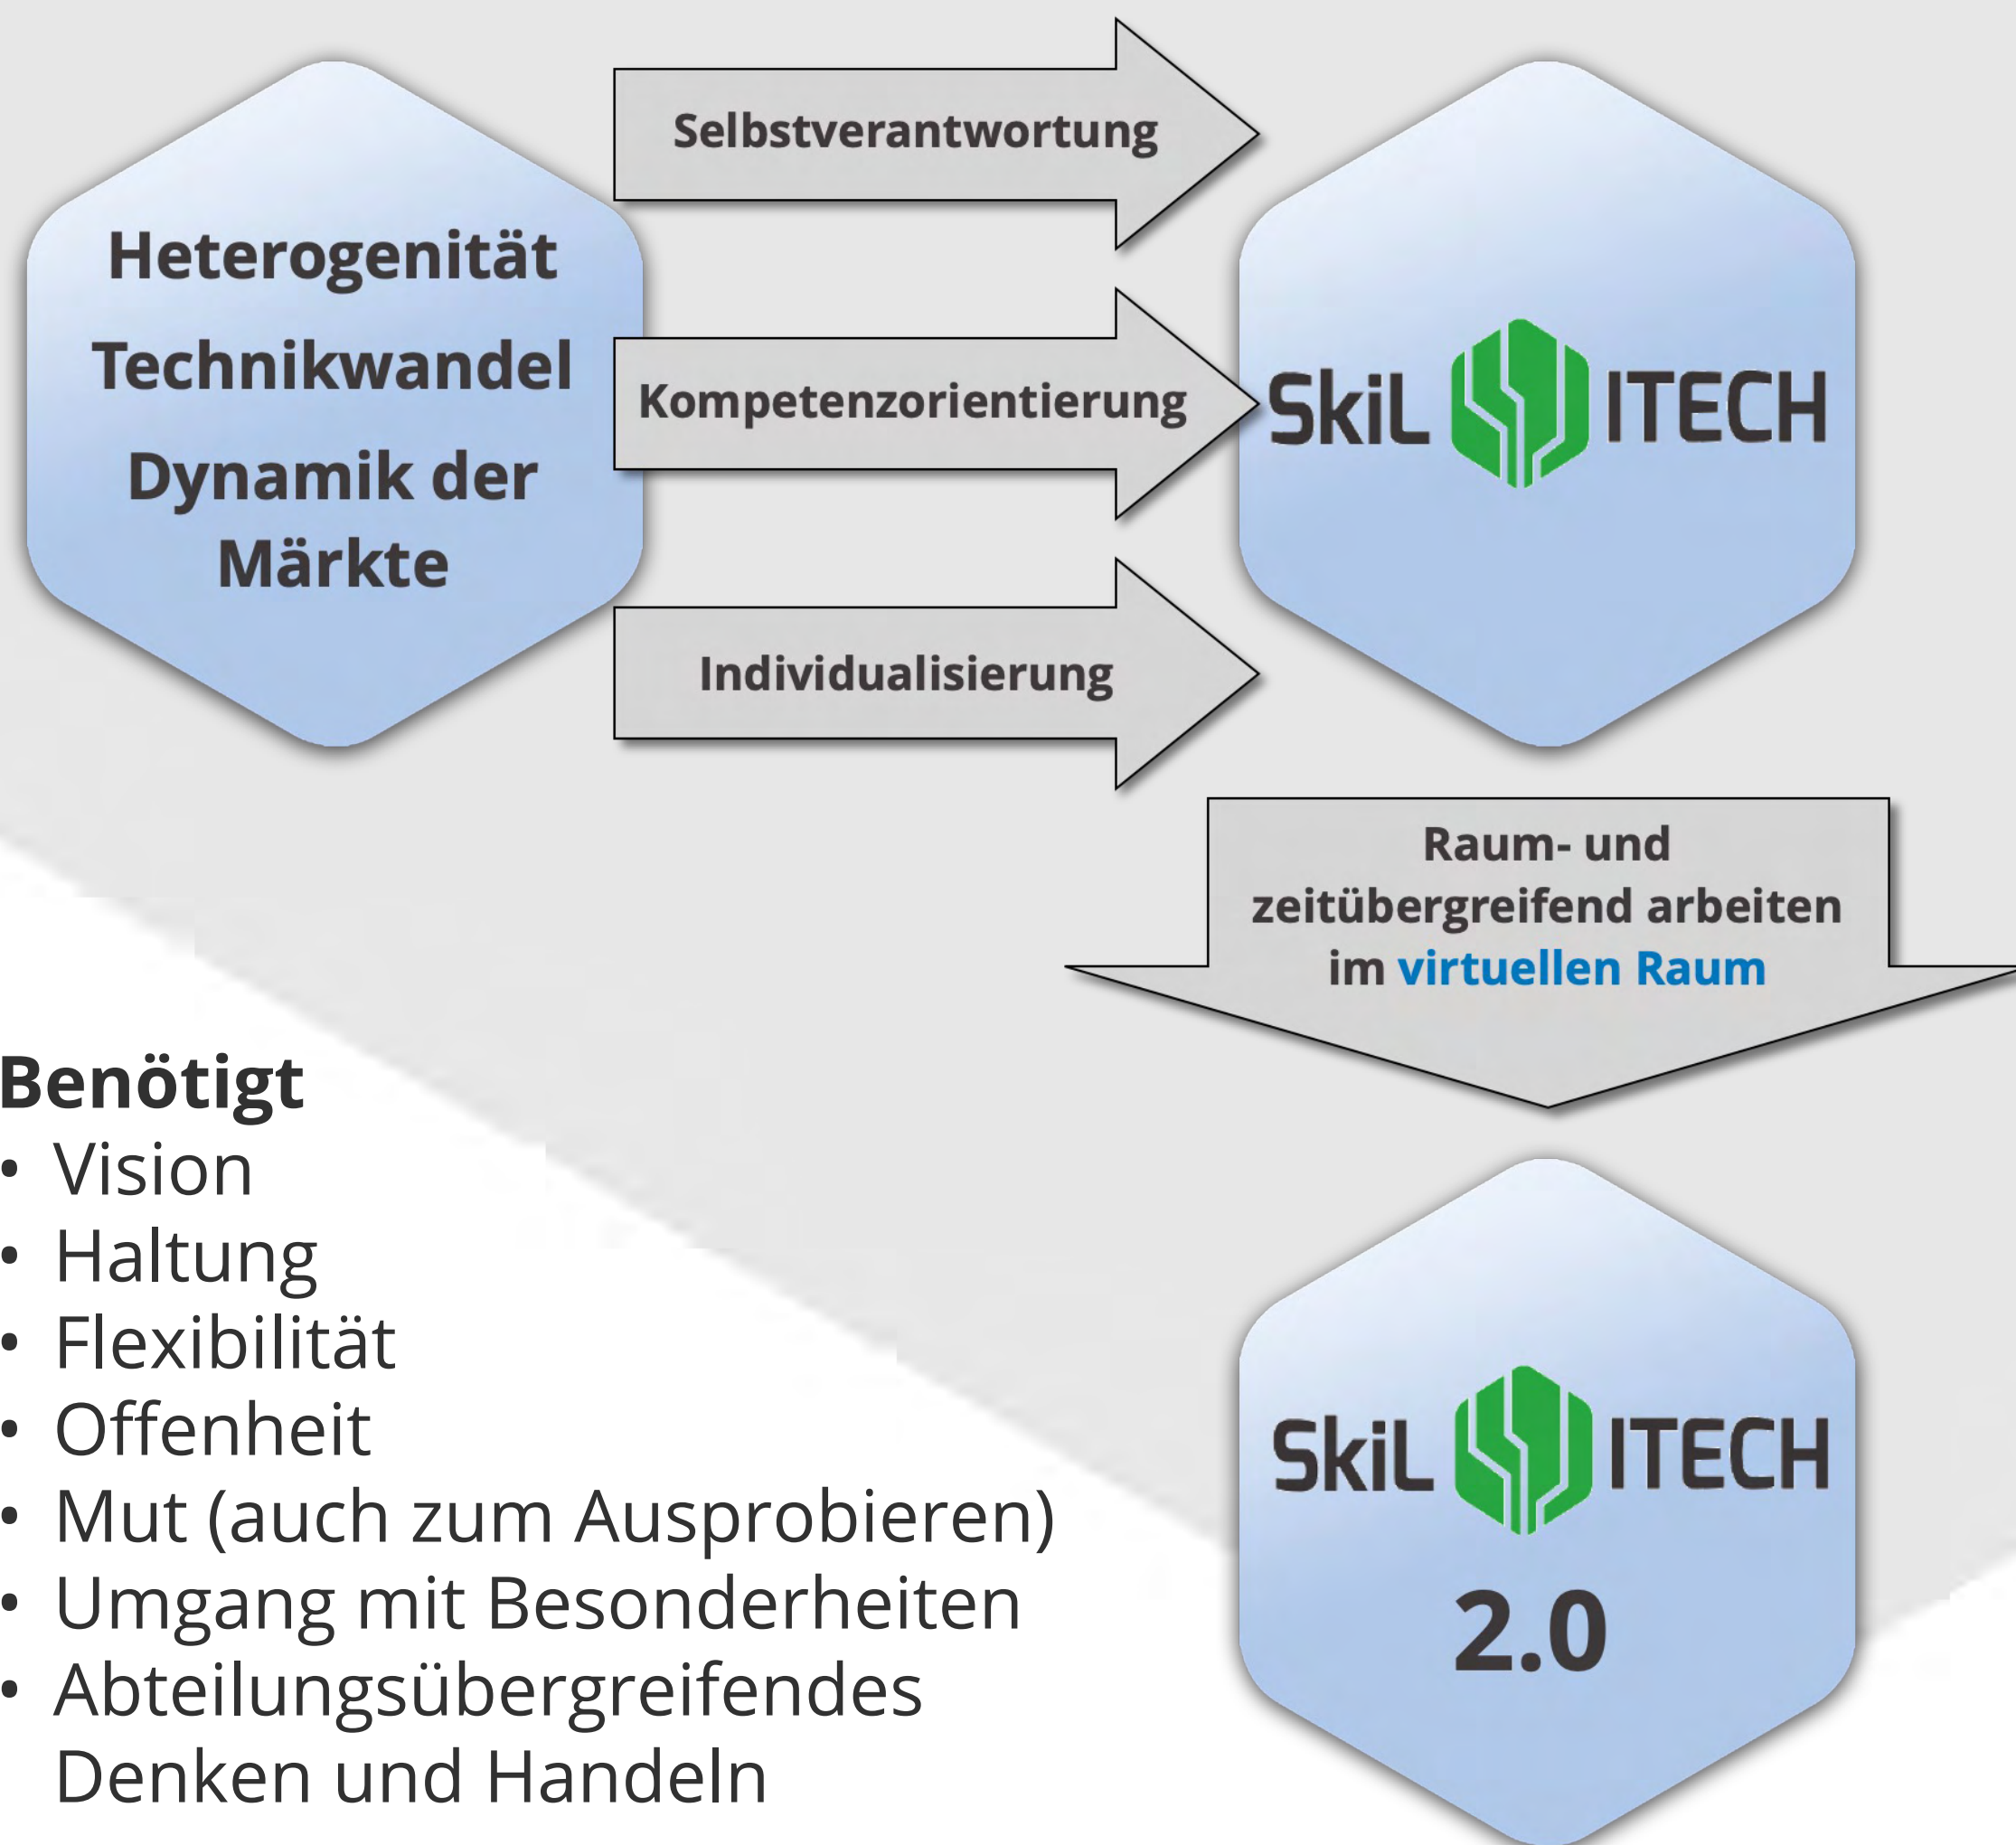 Heterogenität
Technikwandel
Dynamik der
Märkte
Selbstverantwortung
Kompetenzorientierung
Individualisierung
SkiL ITECH
Raum- und
zeitübergreifend arbeiten
im virtuellen Raum
Benötigt
• Vision
• Haltung
• Flexibilität
• Offenheit
• Mut (auch zum Ausprobieren)
• Umgang mit Besonderheiten
• Abteilungsübergreifendes
Denken und Handeln
SkiL ITECH
2.0